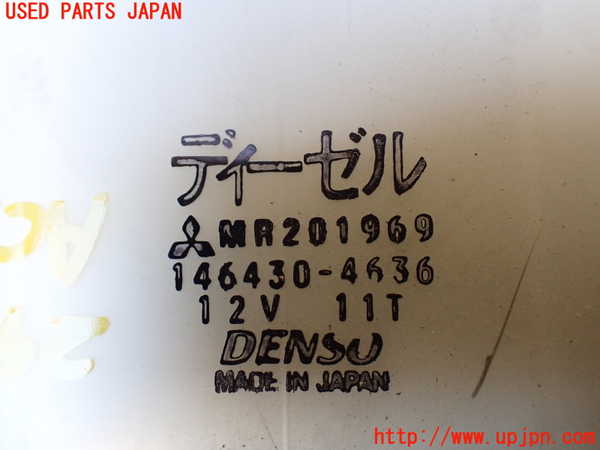 USED PARTS JAPAN
ディーゼル
MR201969
146430-4636
12V 11T
DENSO
MADE IN JAPAN
http://www.upjpn.com/